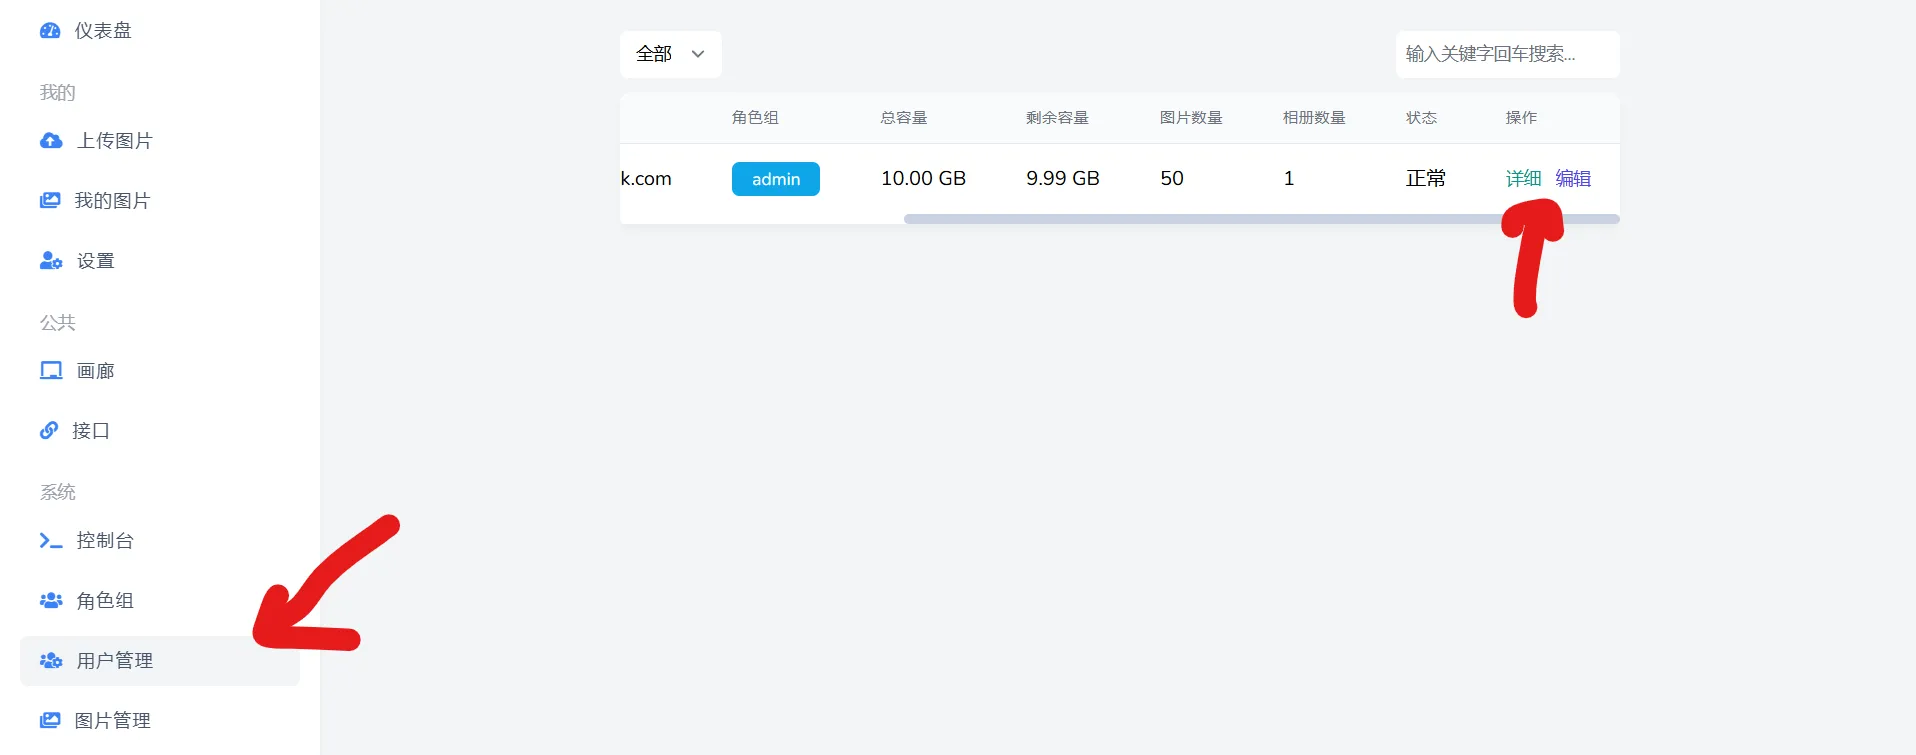 仪表盘
我的
上传图片
我的图片
设置
公共
画廊
接口
系统
控制台
角色组
用户管理
图片管理
全部
输入关键字回车搜索...
角色组 总容量 剩余容量 图片数量 相册数量 状态 操作
k.com admin 10.00 GB 9.99 GB 50 1 正常 详细 编辑